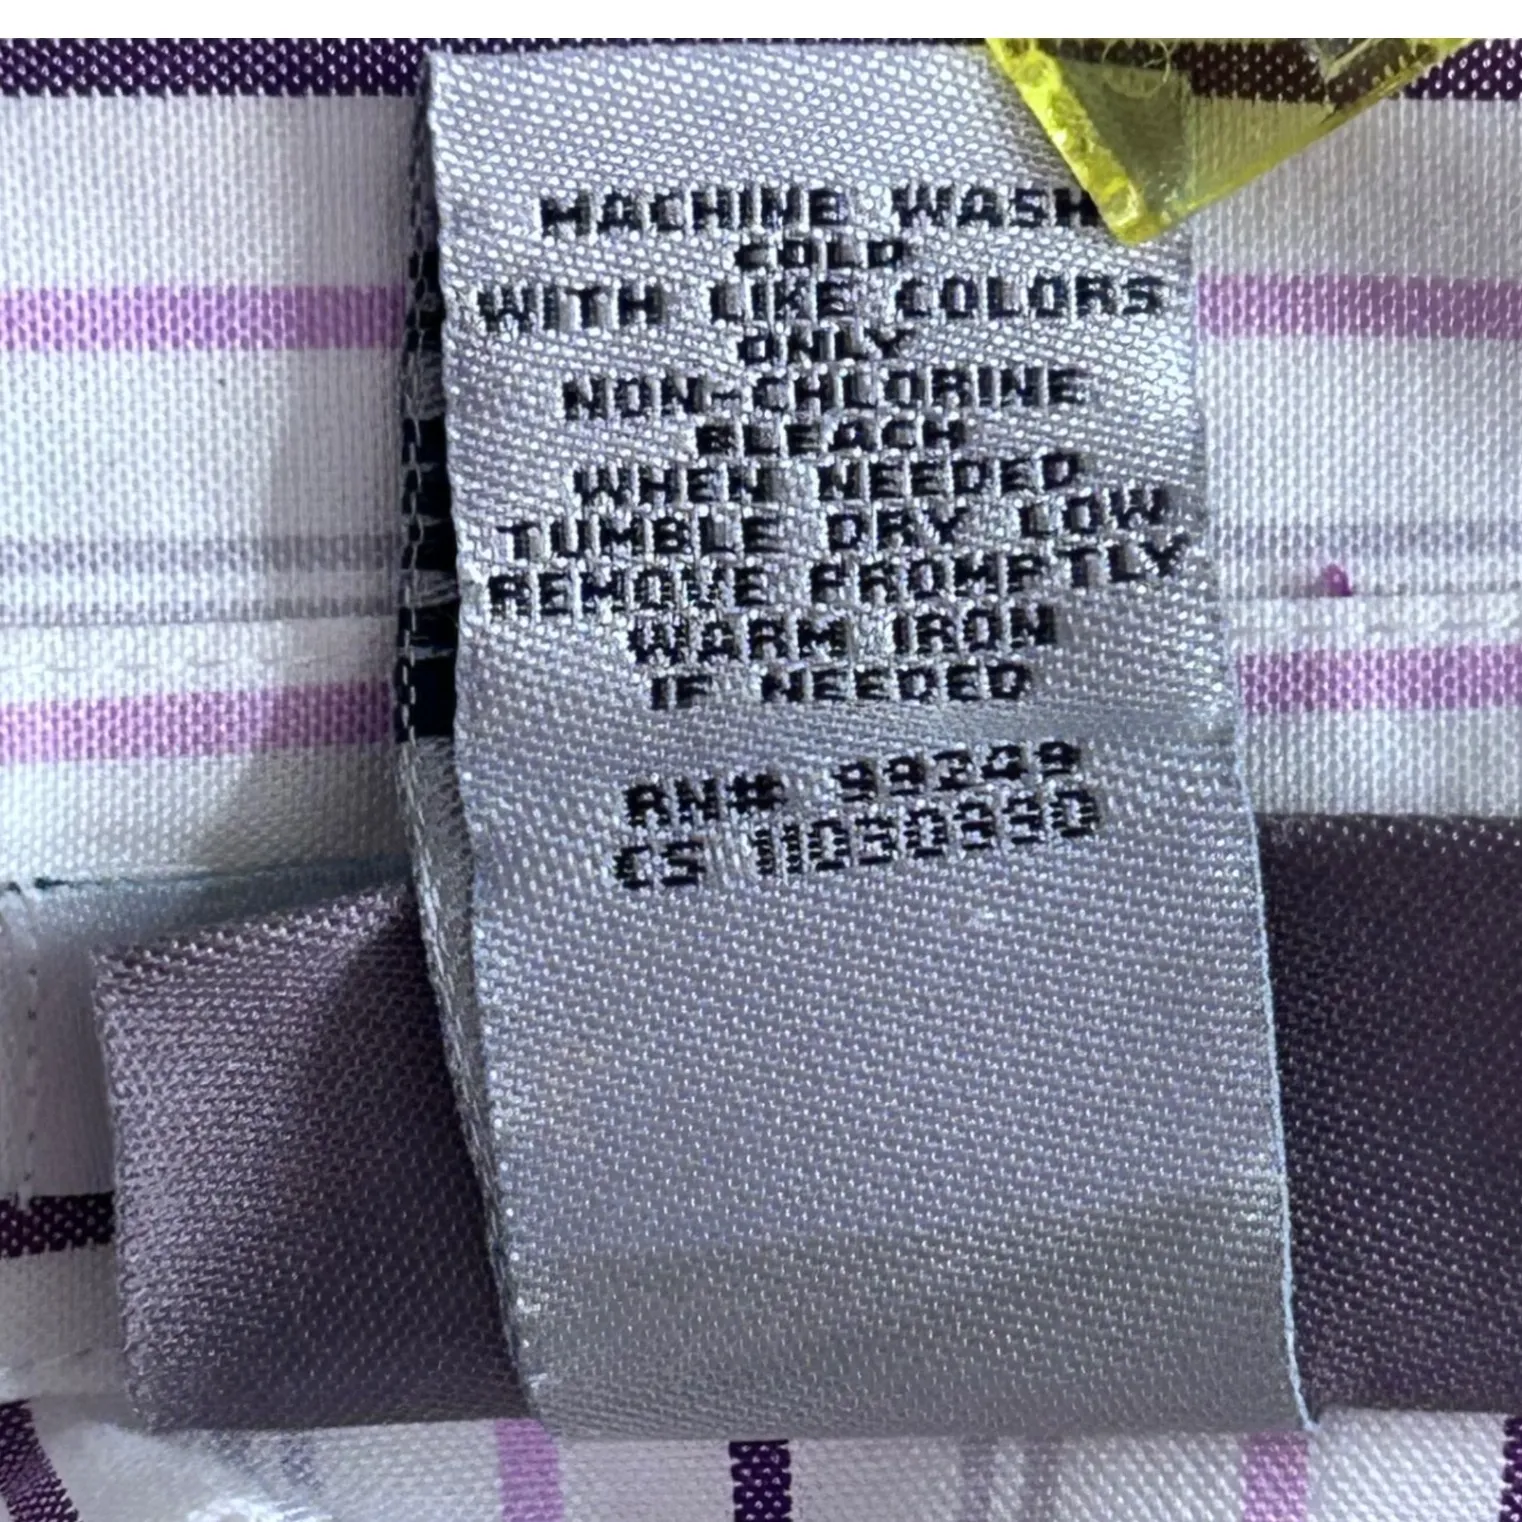 MACHINE WASH
COLD
WITH LIKE COLORS
ONLY
NON-CHLORINE
BLEACH
WHEN NEEDED
TUMBLE DRY LOW
REMOVE PROMPTLY
WARM IRON
IF NEEDED
RN# 99249
CS